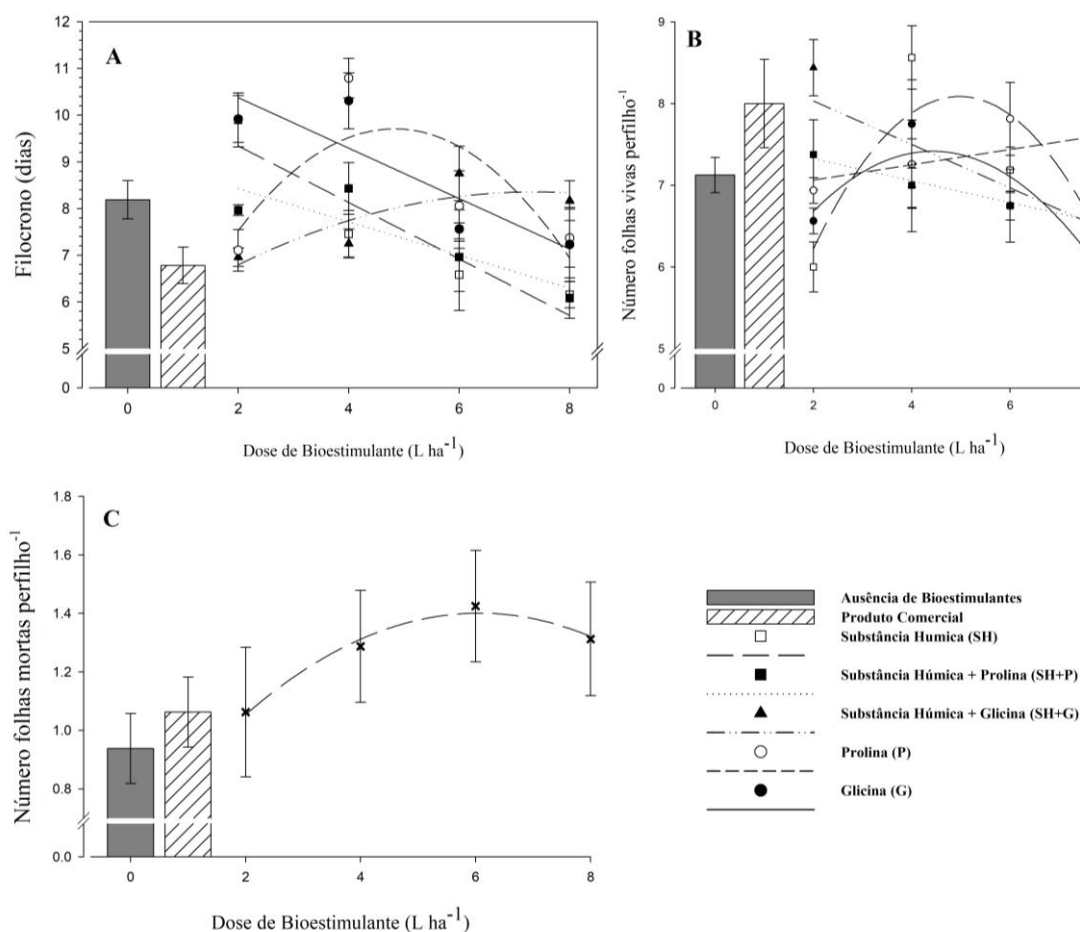 A
Filocrono (dias)
12
11
10
9
8
7
6
5
0
0 2 4 6 8
Dose de Bioestimulante (L ha-1)
B
Número folhas vivas perfilho-1
9
8
7
6
5
0
0 2 4 6
Dose de Bioestimulante (L ha-1)
C
Número folhas mortas perfilho-1
1.8
1.6
1.4
1.2
1.0
0.8
0.0
0 2 4 6 8
Dose de Bioestimulante (L ha-1)
Ausência de Bioestimulantes
Produto Comercial
Substância Humica (SH)
Substância Húmica + Prolina (SH+P)
Substância Húmica + Glicina (SH+G)
Prolina (P)
Glicina (G)